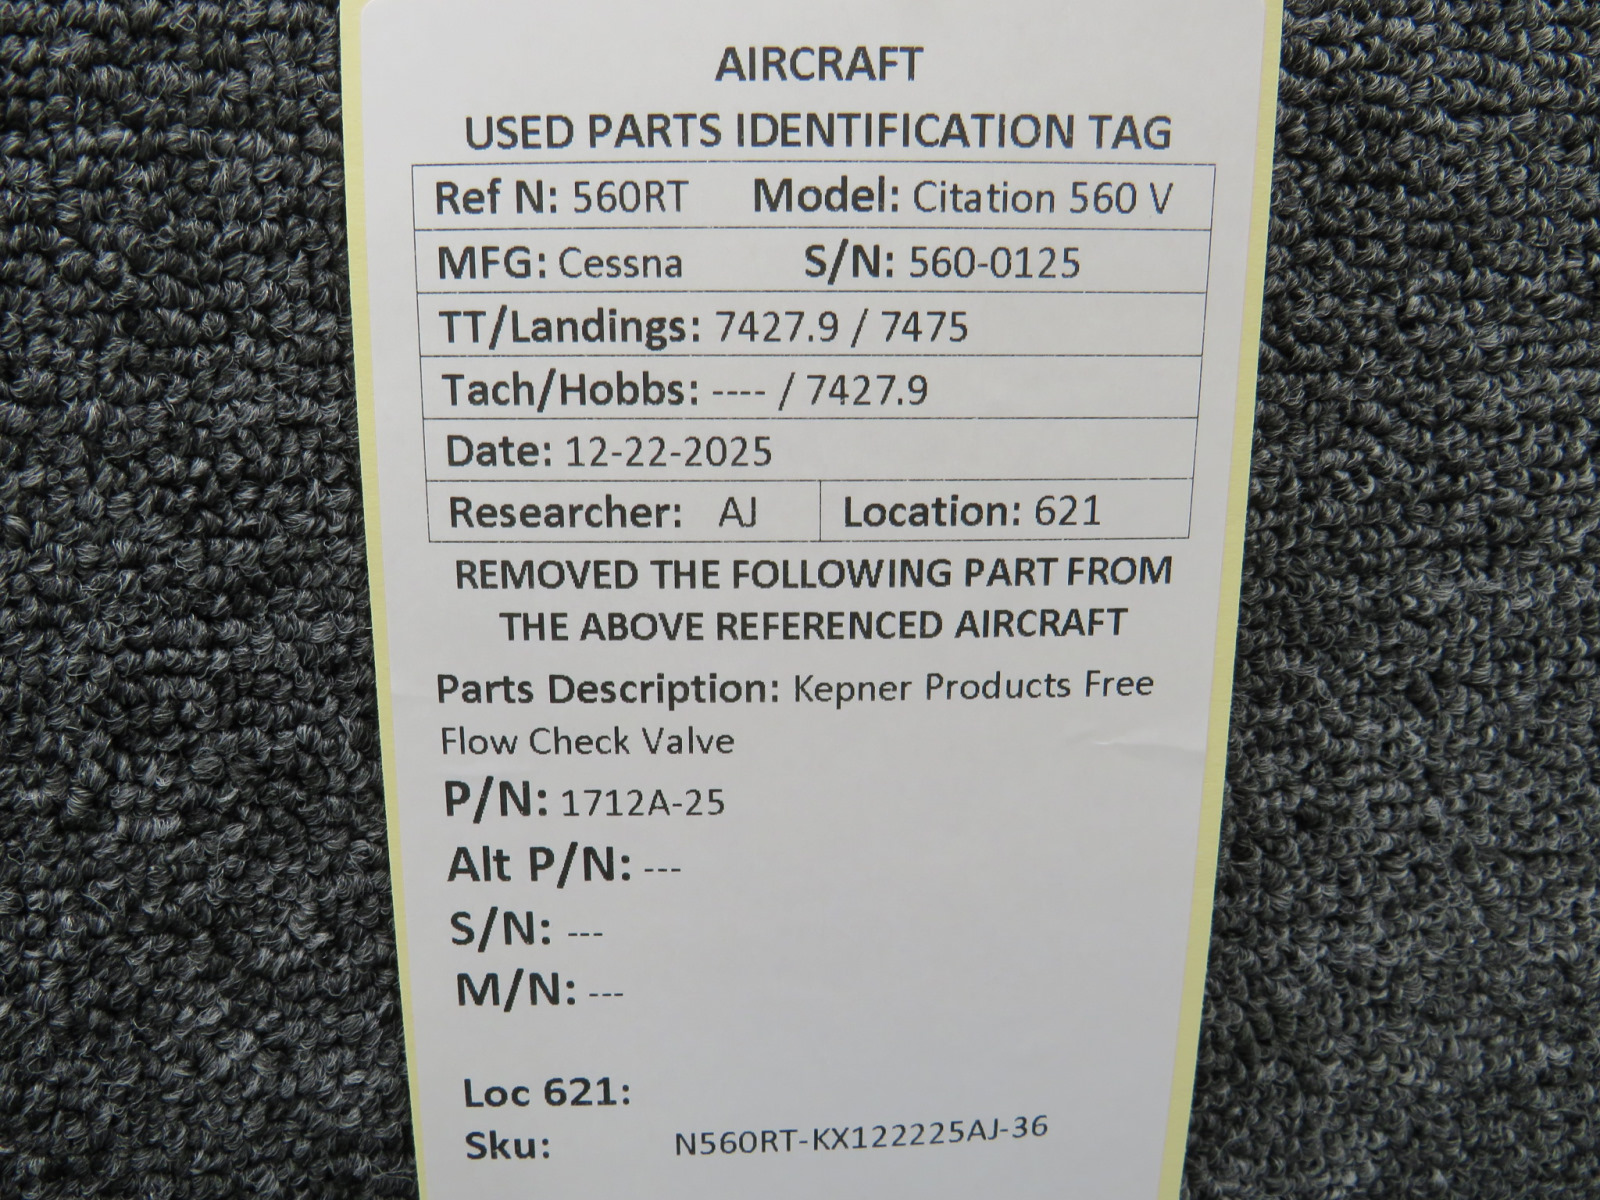 AIRCRAFT
USED PARTS IDENTIFICATION TAG
Ref N: 560RT Model: Citation 560 V
MFG: Cessna S/N: 560-0125
TT/Landings: 7427.9 / 7475
Tach/Hobbs: ---- / 7427.9
Date: 12-22-2025
Researcher: AJ Location: 621
REMOVED THE FOLLOWING PART FROM
THE ABOVE REFERENCED AIRCRAFT
Parts Description: Kepner Products Free
Flow Check Valve
P/N: 1712A-25
Alt P/N: ---
S/N: ---
M/N: ---
Loc 621:
Sku: N560RT-KX122225AJ-36